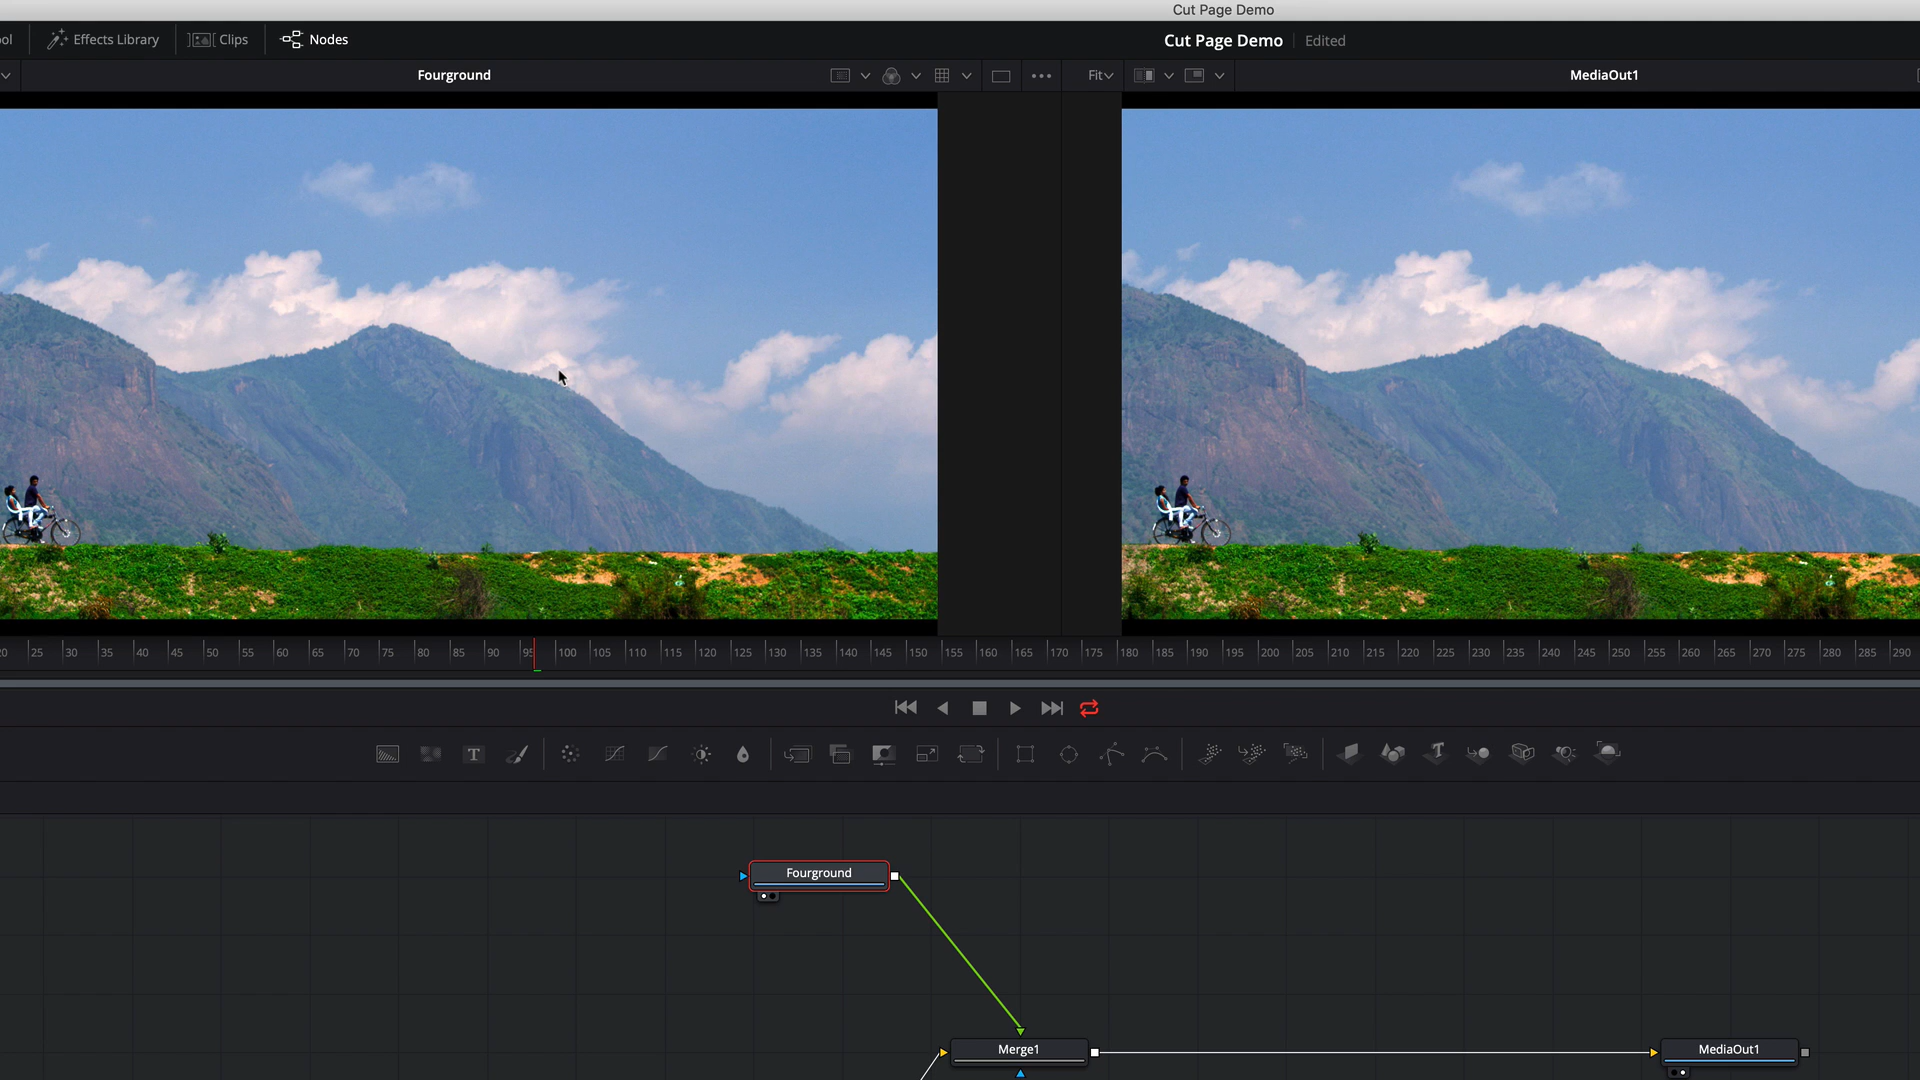 Cut Page Demo
ol Effects Library Clips Nodes Cut Page Demo Edited
Fourground Fit MediaOut1
20 25 30 35 40 45 50 55 60 65 70 75 80 85 90 95 100 105 110 115 120 125 130 135 140 145 150 155 160 165 170 175 180 185 190 195 200 205 210 215 220 225 230 235 240 245 250 255 260 265 270 275 280 285 290
T T
Fourground
Merge1 MediaOut1